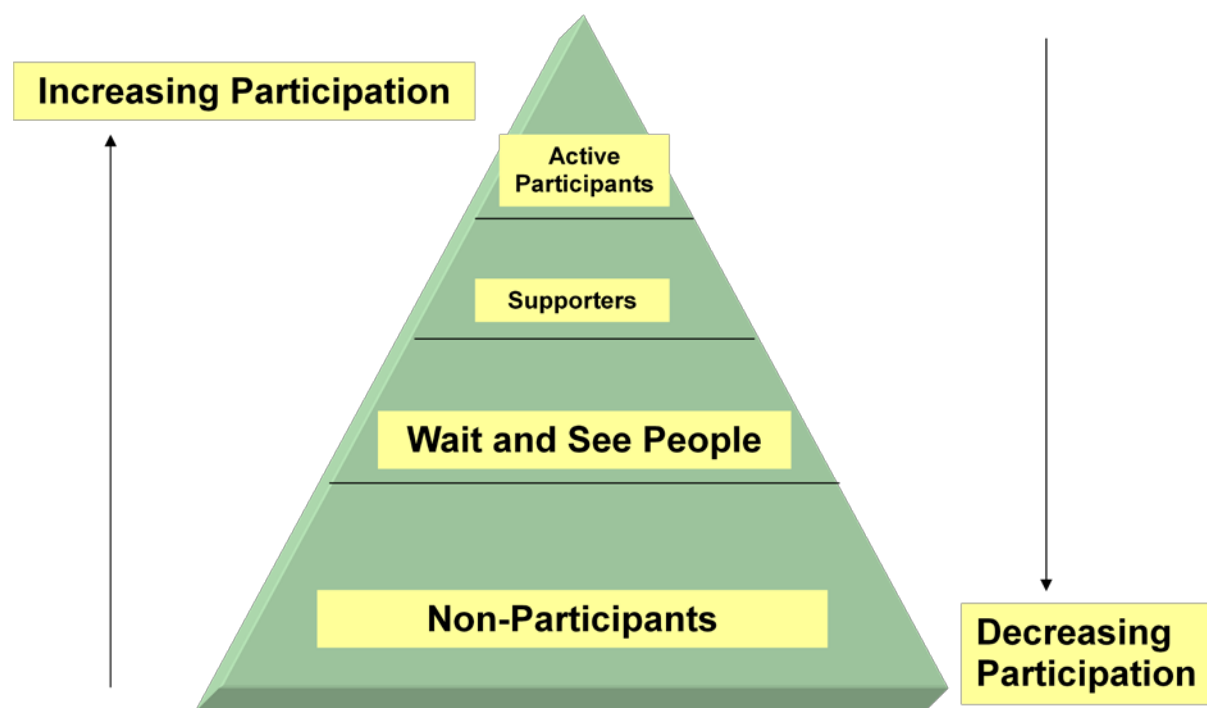 Increasing Participation
Active
Participants
Supporters
Wait and See People
Non-Participants
Decreasing
Participation